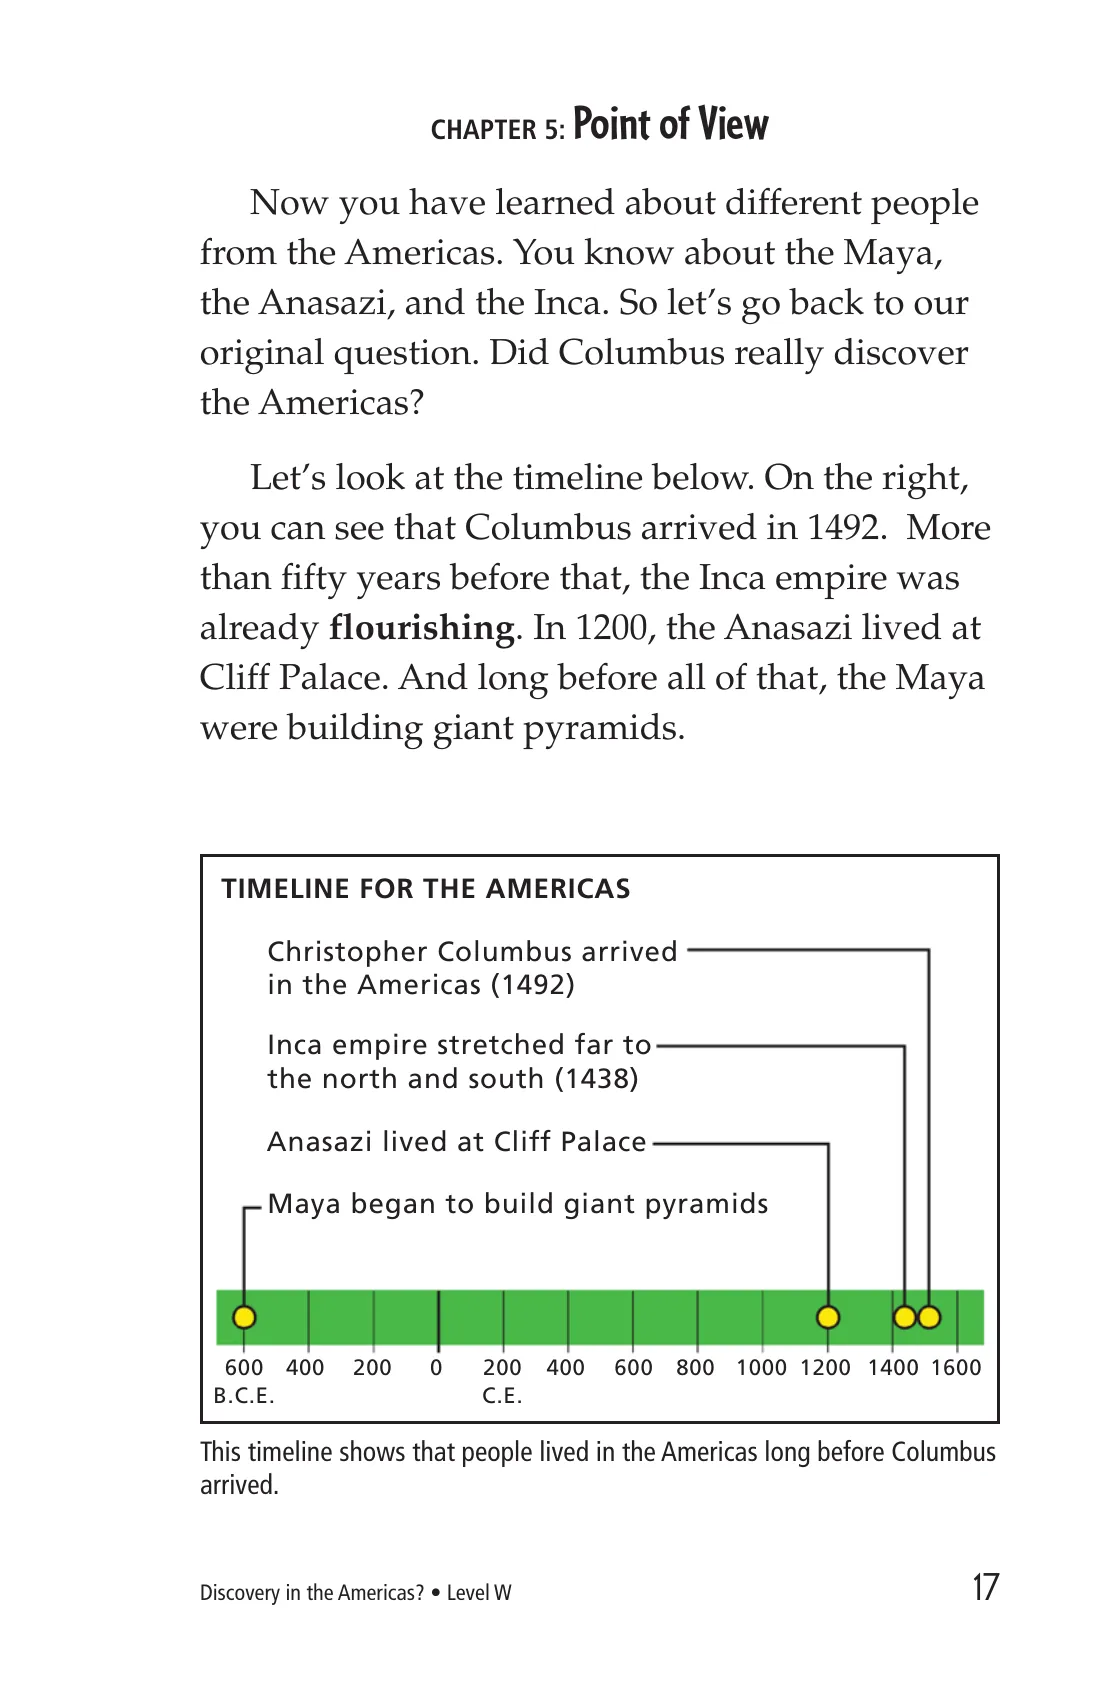 CHAPTER 5: Point of View
Now you have learned about different people
from the Americas. You know about the Maya,
the Anasazi, and the Inca. So let’s go back to our
original question. Did Columbus really discover
the Americas?
Let’s look at the timeline below. On the right,
you can see that Columbus arrived in 1492.  More
than fifty years before that, the Inca empire was
already flourishing. In 1200, the Anasazi lived at
Cliff Palace. And long before all of that, the Maya
were building giant pyramids.
TIMELINE FOR THE AMERICAS
Christopher Columbus arrived
in the Americas (1492)
Inca empire stretched far to
the north and south (1438)
Anasazi lived at Cliff Palace
Maya began to build giant pyramids
600 400 200 0 200 400 600 800 1000 1200 1400 1600
B.C.E. C.E.
This timeline shows that people lived in the Americas long before Columbus
arrived.
Discovery in the Americas? • Level W 17